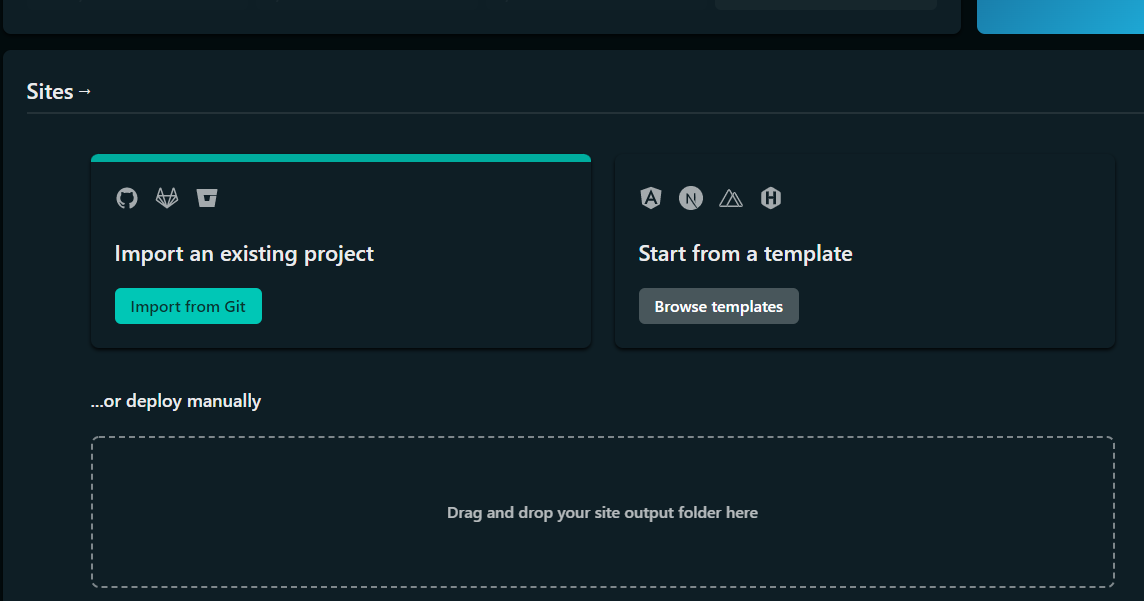 Sites →
Import an existing project
Import from Git
Start from a template
Browse templates
...or deploy manually
Drag and drop your site output folder here